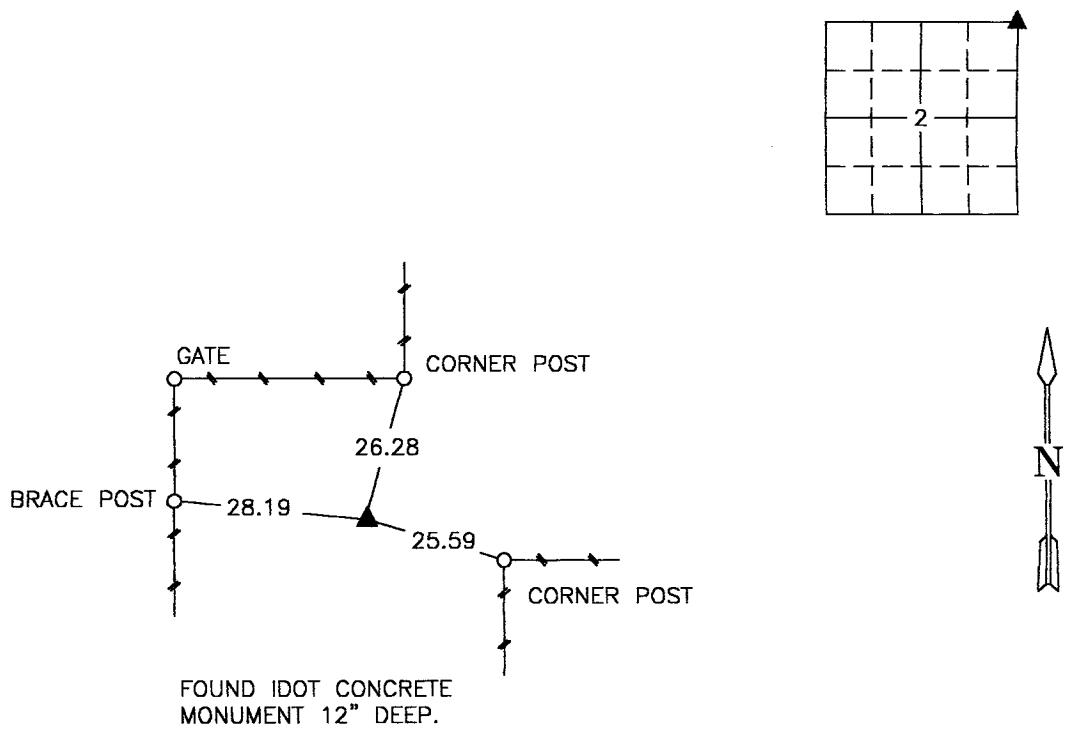 2
GATE
CORNER POST
26.28
N
BRACE POST
28.19
25.59
CORNER POST
FOUND IDOT CONCRETE
MONUMENT 12" DEEP.